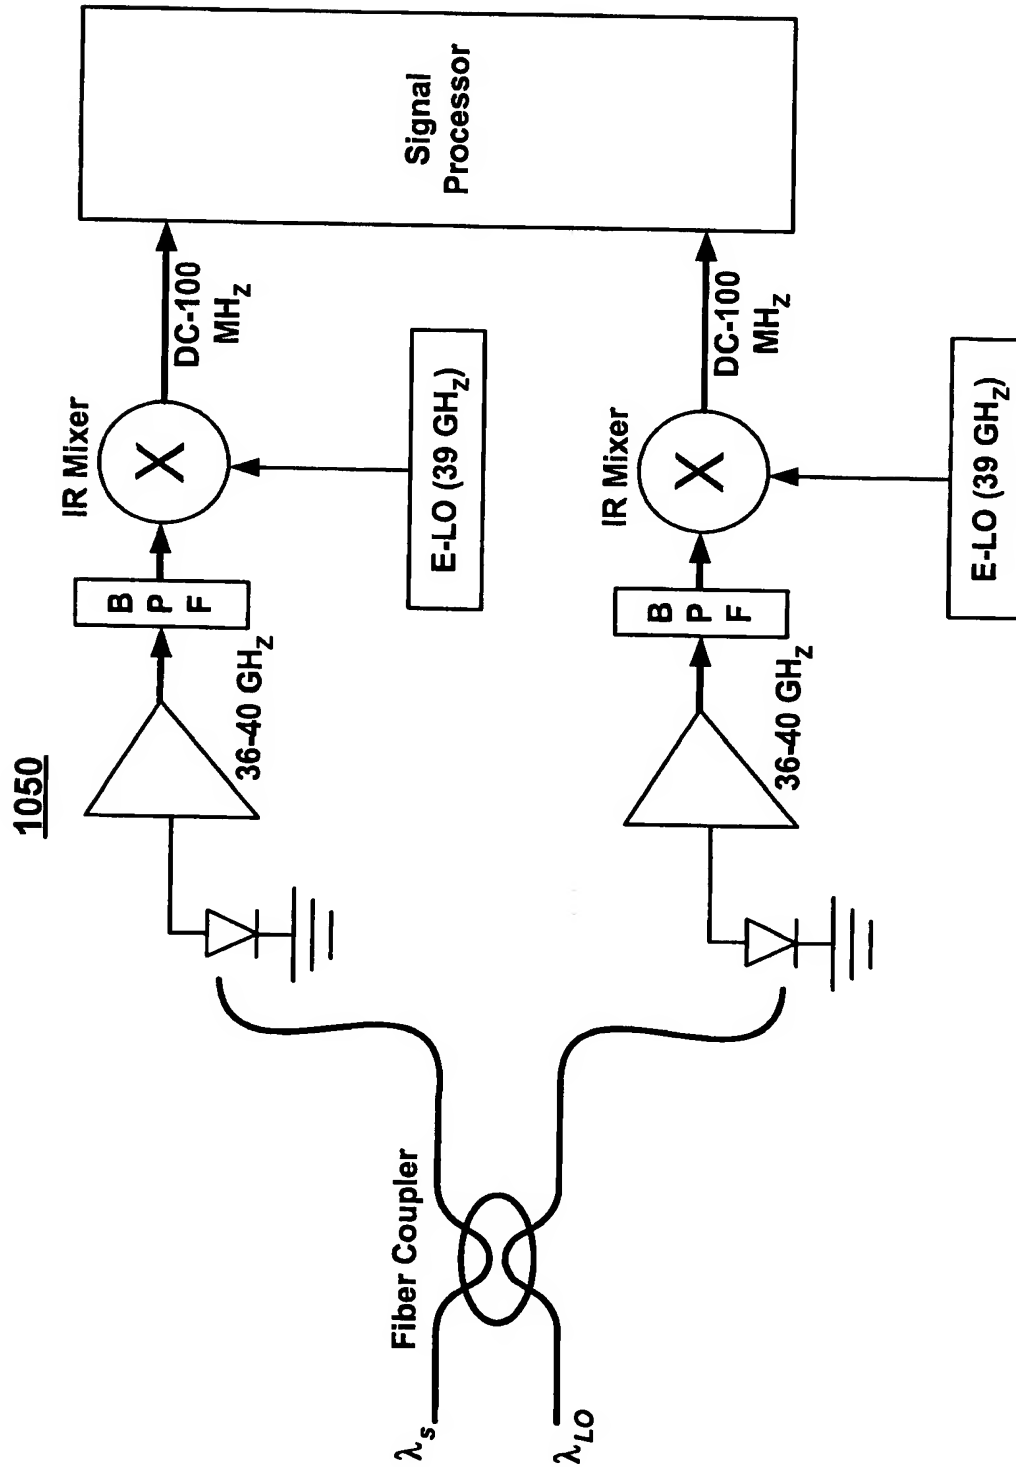 1050
λs
λLO
Fiber Coupler
36-40 GHZ
B
P
F
IR Mixer
E-LO (39 GHZ)
DC-100
MHZ
36-40 GHZ
B
P
F
IR Mixer
E-LO (39 GHZ)
DC-100
MHZ
Signal
Processor